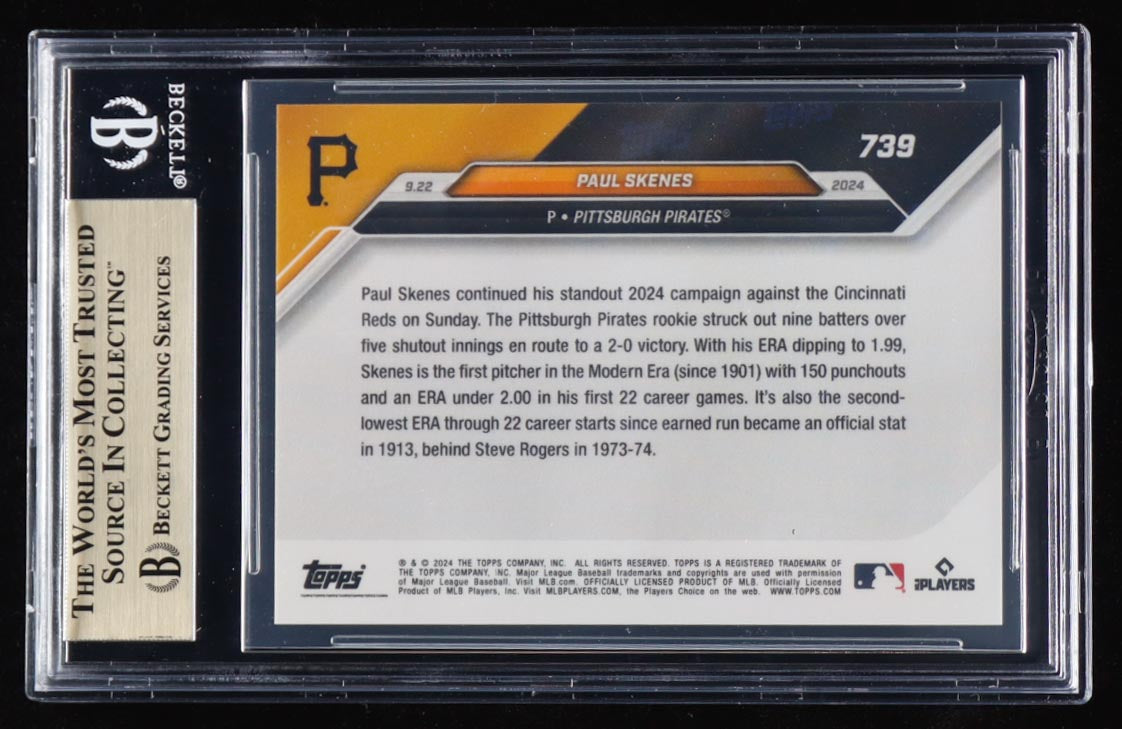 BECKETT®
B
THE WORLD'S MOST TRUSTED
SOURCE IN COLLECTING™
B BECKETT GRADING SERVICES
P
Topps Topps
739
9.22 PAUL SKENES 2024
P • PITTSBURGH PIRATES®
Paul Skenes continued his standout 2024 campaign against the Cincinnati
Reds on Sunday. The Pittsburgh Pirates rookie struck out nine batters over
five shutout innings en route to a 2-0 victory. With his ERA dipping to 1.99,
Skenes is the first pitcher in the Modern Era (since 1901) with 150 punchouts
and an ERA under 2.00 in his first 22 career games. It's also the second-
lowest ERA through 22 career starts since earned run became an official stat
in 1913, behind Steve Rogers in 1973-74.
Topps
® & © 2024 THE TOPPS COMPANY, INC. ALL RIGHTS RESERVED. TOPPS IS A REGISTERED TRADEMARK OF
THE TOPPS COMPANY, INC. Major League Baseball trademarks and copyrights are used with permission
of Major League Baseball. Visit MLB.com. OFFICIALLY LICENSED PRODUCT OF MLB. Officially Licensed
Product of MLB Players, Inc. Visit MLBPLAYERS.COM, the Players Choice on the web. WWW.TOPPS.COM
PLAYERS